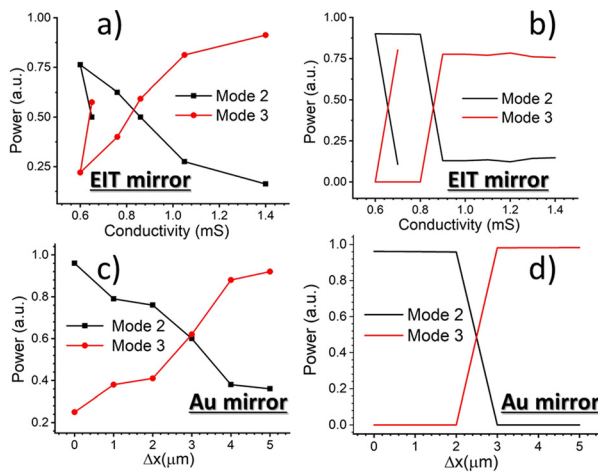 a)
1.00
0.75
0.50
0.25
Power (a.u.)
Mode 2
Mode 3
EIT mirror
0.6 0.8 1.0 1.2 1.4
Conductivity (mS)
b)
1.00
0.75
0.50
0.25
0.00
Power (a.u.)
Mode 2
Mode 3
EIT mirror
0.6 0.8 1.0 1.2 1.4
Conductivity (mS)
c)
1.0
0.8
0.6
0.4
0.2
Power (a.u.)
Mode 2
Mode 3
Au mirror
0 1 2 3 4 5
Δx(μm)
d)
1.0
0.8
0.6
0.4
0.2
0.0
Power (a.u.)
Mode 2
Mode 3
Au mirror
0 1 2 3 4 5
Δx(μm)